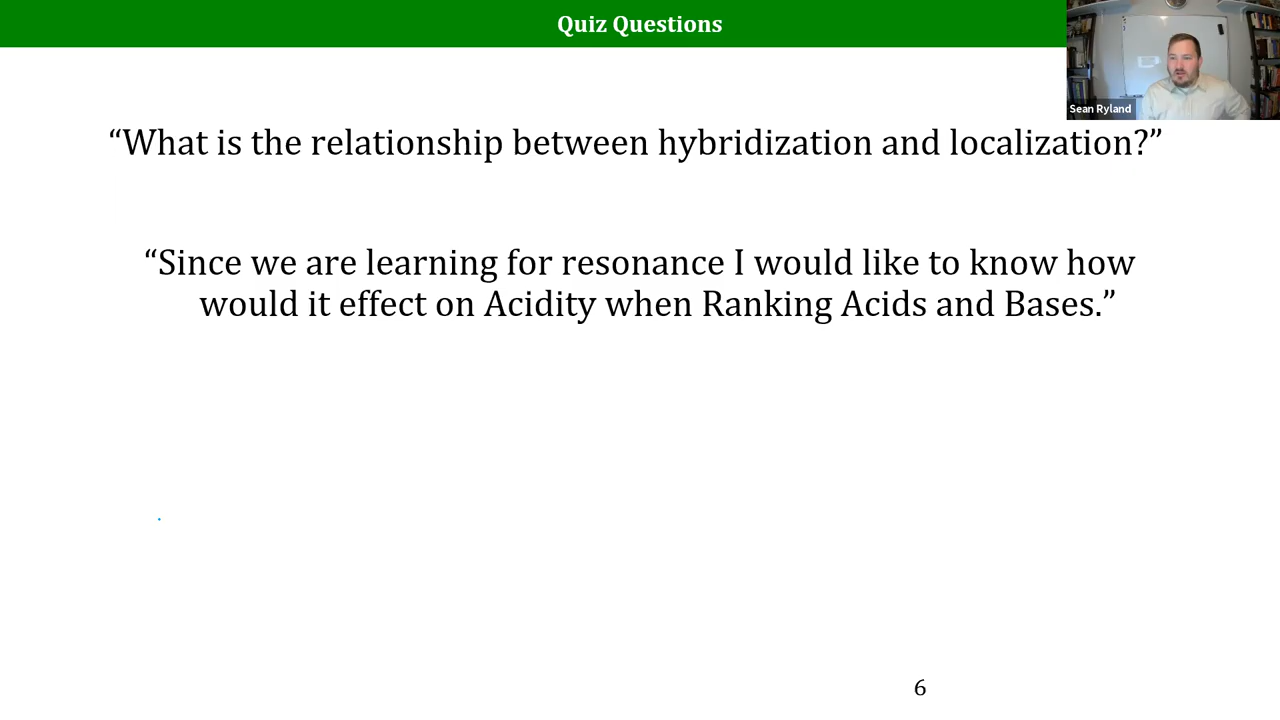 Quiz Questions
Sean Ryland
“What is the relationship between hybridization and localization?”
“Since we are learning for resonance I would like to know how
would it effect on Acidity when Ranking Acids and Bases.”
6